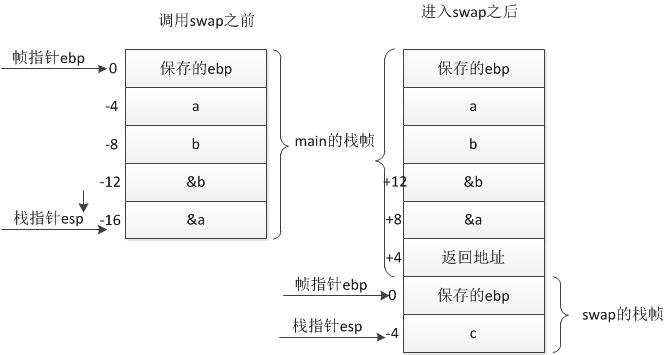 调用swap之前
帧指针ebp
0
保存的ebp
-4
a
-8
b
-12
&b
栈指针esp
-16
&a
main的栈帧
进入swap之后
保存的ebp
a
b
+12
&b
+8
&a
+4
返回地址
帧指针ebp
0
保存的ebp
栈指针esp
-4
c
swap的栈帧